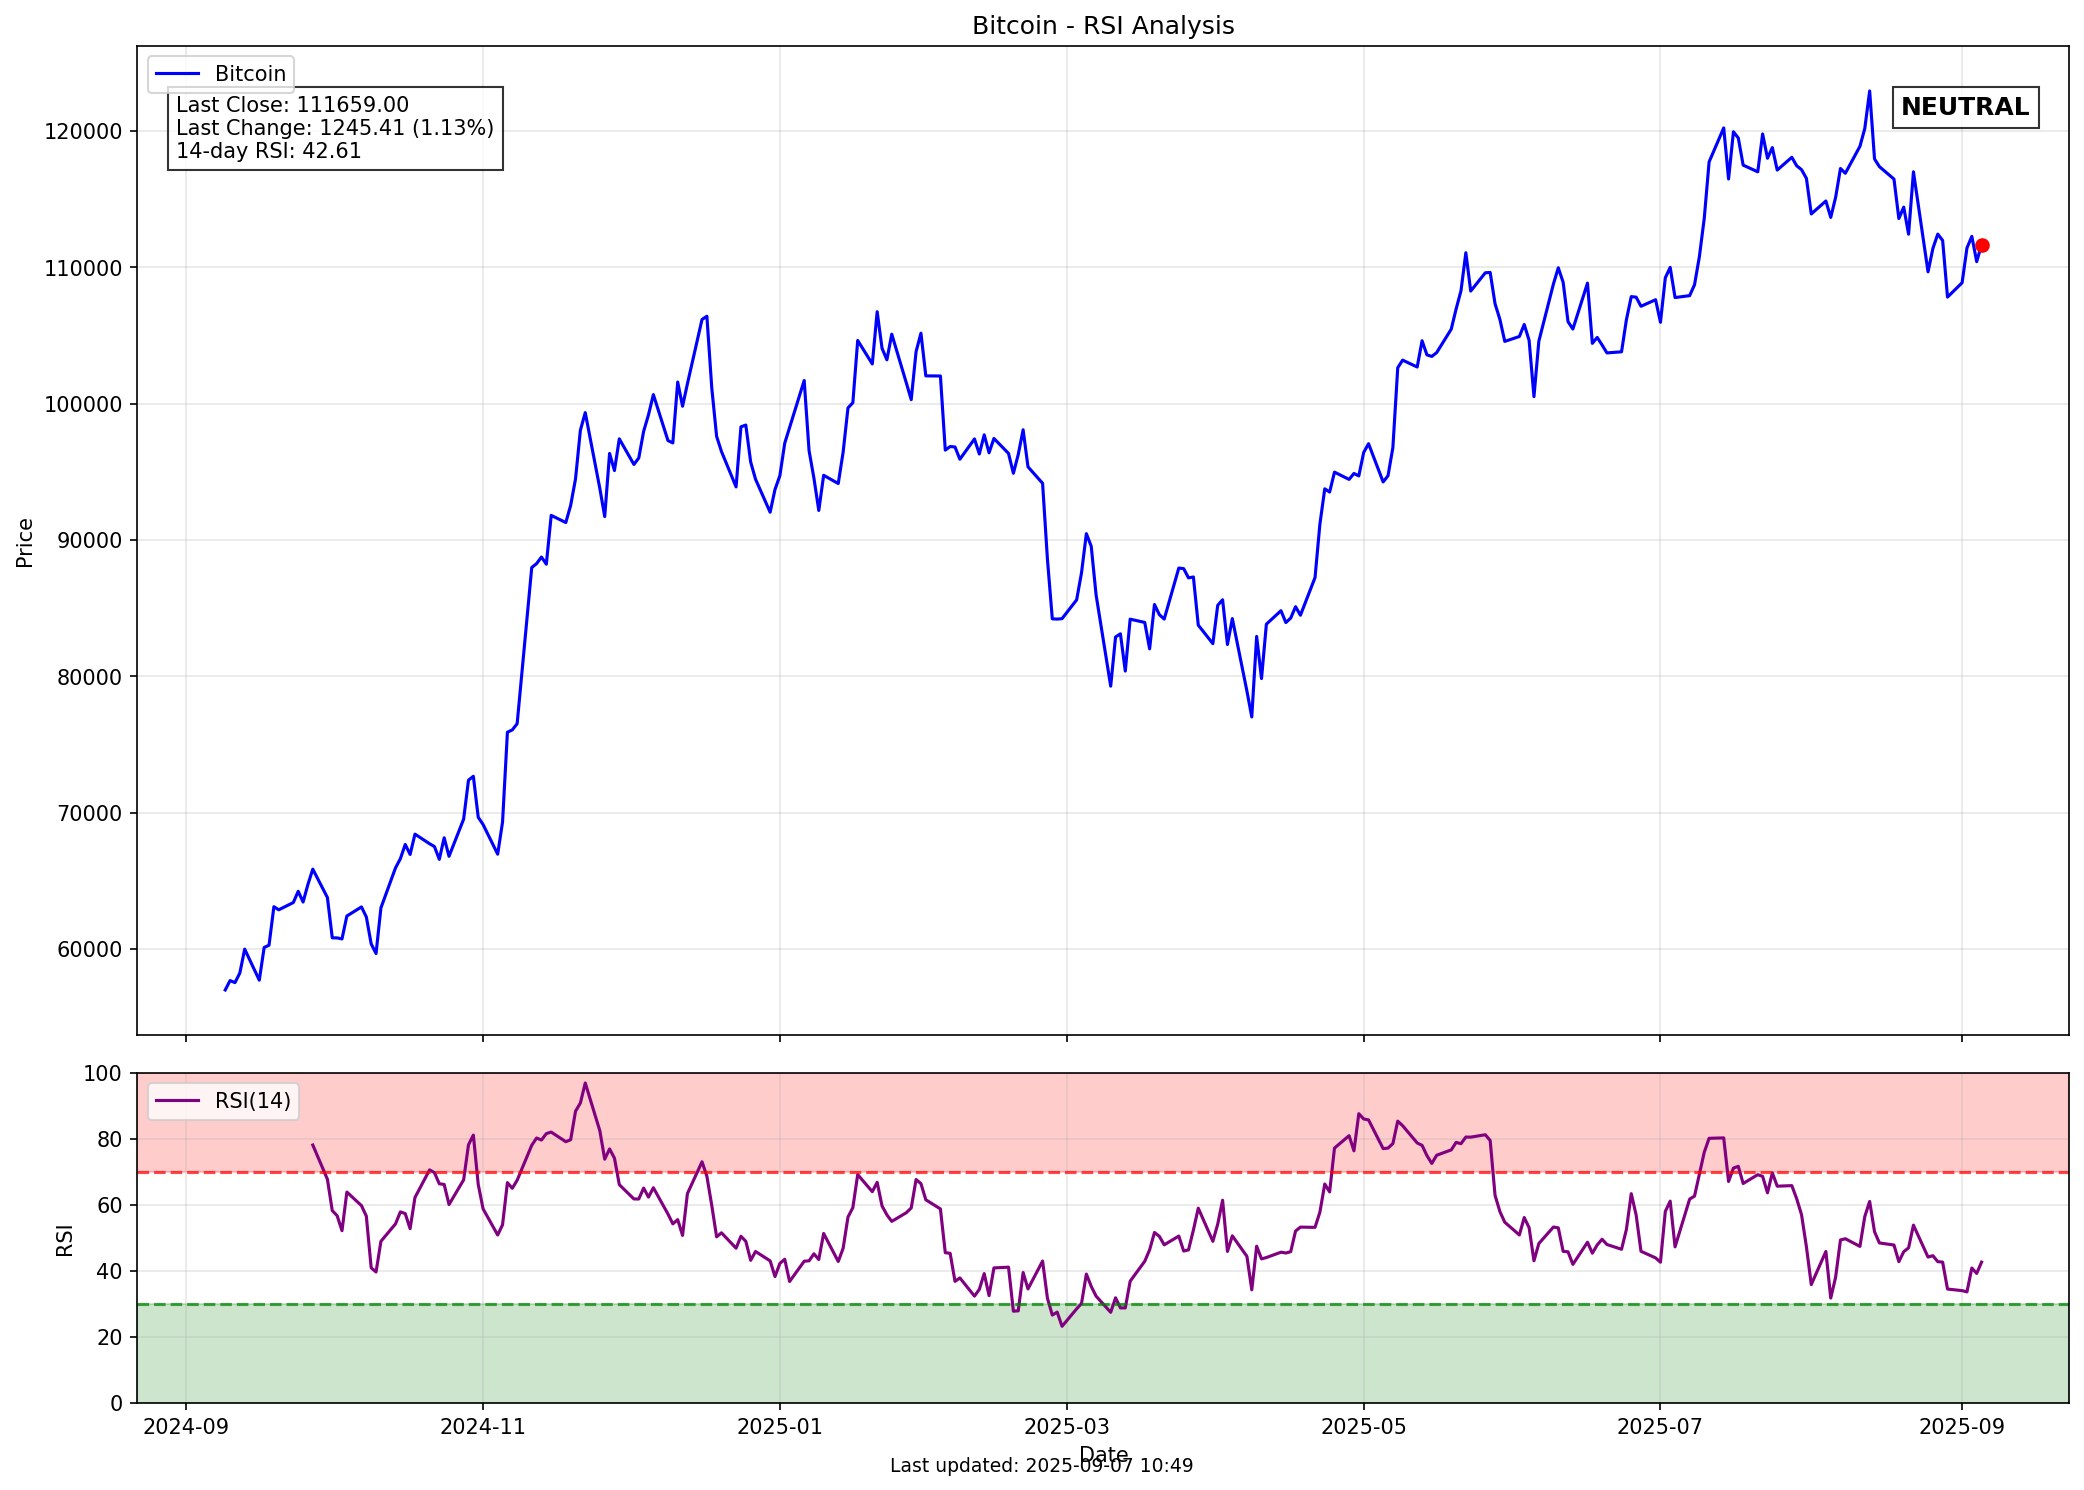 Bitcoin - RSI Analysis
Bitcoin
Last Close: 111659.00
Last Change: 1245.41 (1.13%)
14-day RSI: 42.61
NEUTRAL
Price
120000
110000
100000
90000
80000
70000
60000
RSI(14)
RSI
100
80
60
40
20
0
2024-09
2024-11
2025-01
2025-03
2025-05
2025-07
2025-09
Date
Last updated: 2025-09-07 10:49